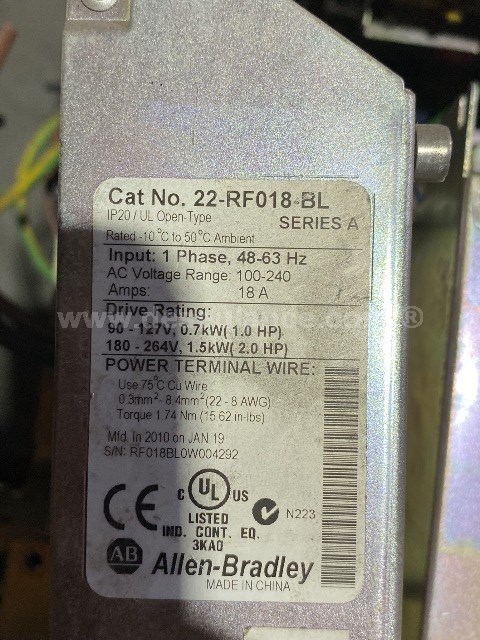 Cat No. 22-RF018-BL
IP20 / UL Open-Type
SERIES A
Rated -10°C to 50°C Ambient
Input: 1 Phase, 48-63 Hz
AC Voltage Range: 100-240
Amps: 18 A
Drive Rating:
90 - 127V, 0.7kW( 1.0 HP)
180 - 264V, 1.5kW( 2.0 HP)
POWER TERMINAL WIRE:
Use 75°C Cu Wire
0.3mm² - 8.4mm² (22 - 8 AWG)
Torque 1.74 Nm (15.62 in-lbs)
Mfd. In 2010 on JAN 19
S/N: RF018BL0W004292
CE
C UL US
LISTED
IND. CONT. EQ.
3KA0
N223
AB
Allen-Bradley
MADE IN CHINA